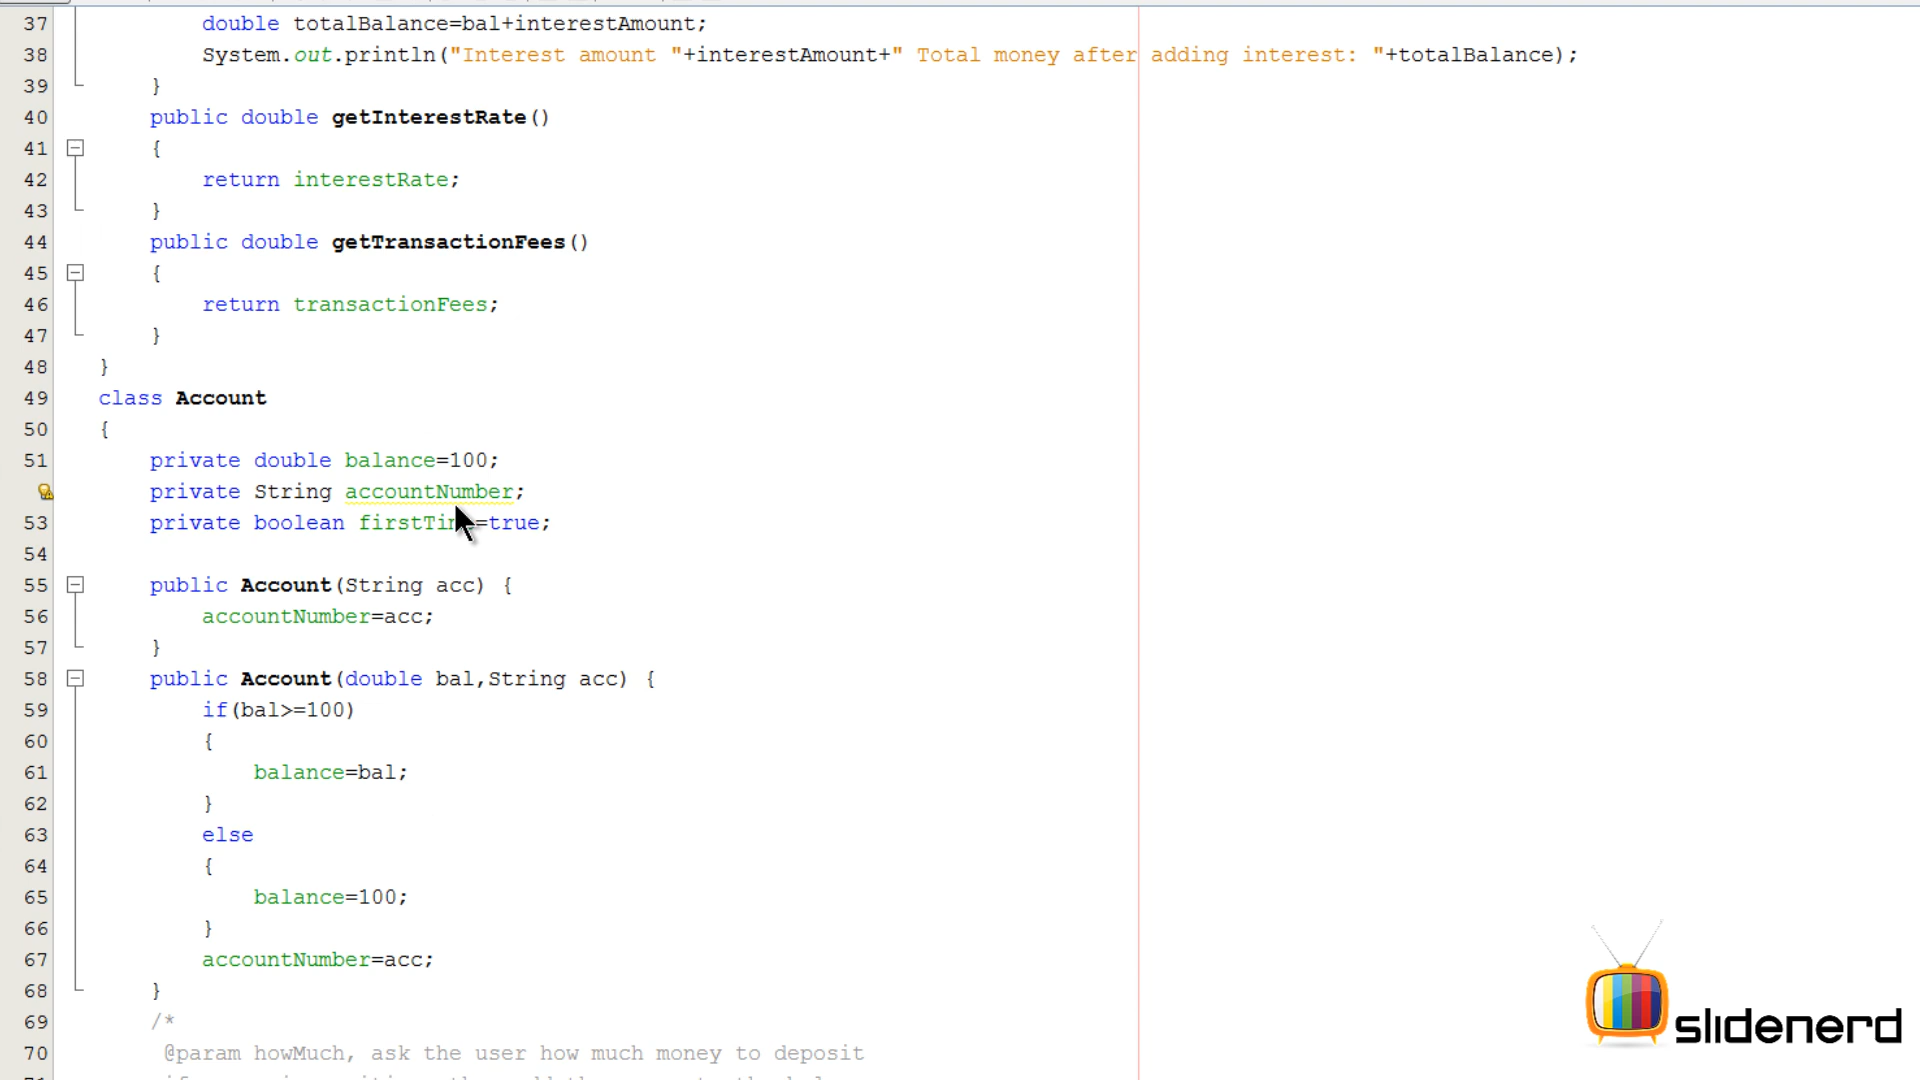 37 double totalBalance=bal+interestAmount;
38 System.out.println("Interest amount "+interestAmount+" Total money after adding interest: "+totalBalance);
39 }
40 public double getInterestRate()
41 {
42 return interestRate;
43 }
44 public double getTransactionFees()
45 {
46 return transactionFees;
47 }
48 }
49 class Account
50 {
51 private double balance=100;
private String accountNumber;
53 private boolean =true;
54
55 public Account(String acc) {
56 accountNumber=acc;
57 }
58 public Account(double bal,String acc) {
59 if(bal>=100)
60 {
61 balance=bal;
62 }
63 else
64 {
65 balance=100;
66 }
67 accountNumber=acc;
68 }
69 /*
70 @param howMuch, ask the user how much money to deposit
slidenerd